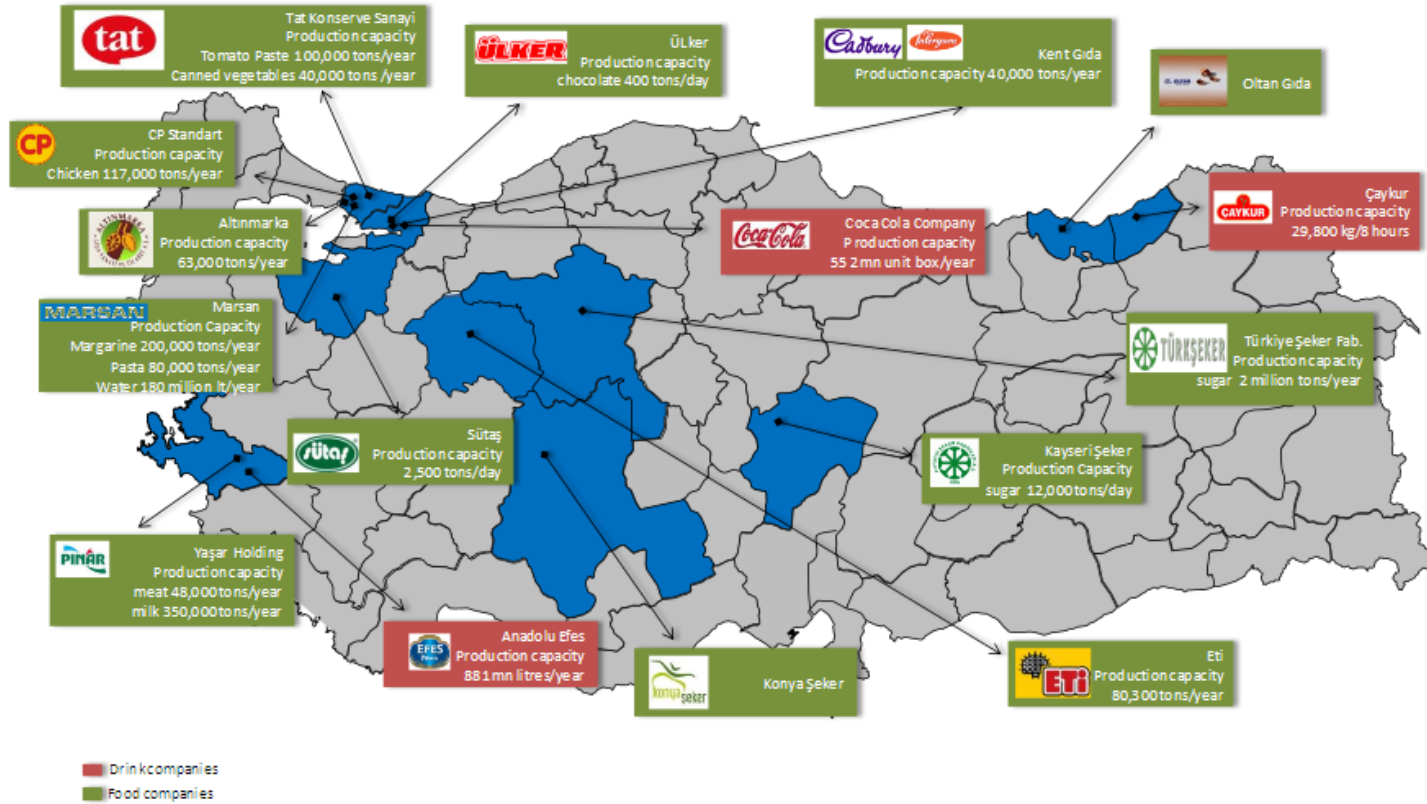 tat
Tat Konserve Sanayi
Production capacity
Tomato Paste 100,000 tons/year
Canned vegetables 40,000 tons /year
ÜLKER
ÜLker
Production capacity
chocolate 400 tons/day
Cadbury
Kent Gıda
Production capacity 40,000 tons/year
Oltan Gıda
CP
CP Standart
Production capacity
Chicken 117,000 tons/year
ALTINMARKA
Altınmarka
Production capacity
63,000 tons/year
Coca-Cola
Coca Cola Company
Production capacity
55 2mn unit box/year
ÇAYKUR
Çaykur
Production capacity
29,800 kg/8 hours
MARSAN
Marsan
Production Capacity
Margarine 200,000 tons/year
Pasta 80,000 tons/year
Water 180 million lt/year
TÜRKŞEKER
Türkiye Şeker Fab.
Production capacity
sugar 2 million tons/year
sütaş
Sütaş
Production capacity
2,500 tons/day
Kayseri Şeker
Production Capacity
sugar 12,000 tons/day
PINAR
Yaşar Holding
Production capacity
meat 48,000 tons/year
milk 350,000 tons/year
EFES
Anadolu Efes
Production capacity
881 mn litres/year
konya şeker
Konya Şeker
ETİ
Eti
Production capacity
80,300 tons/year
Drink companies
Food companies